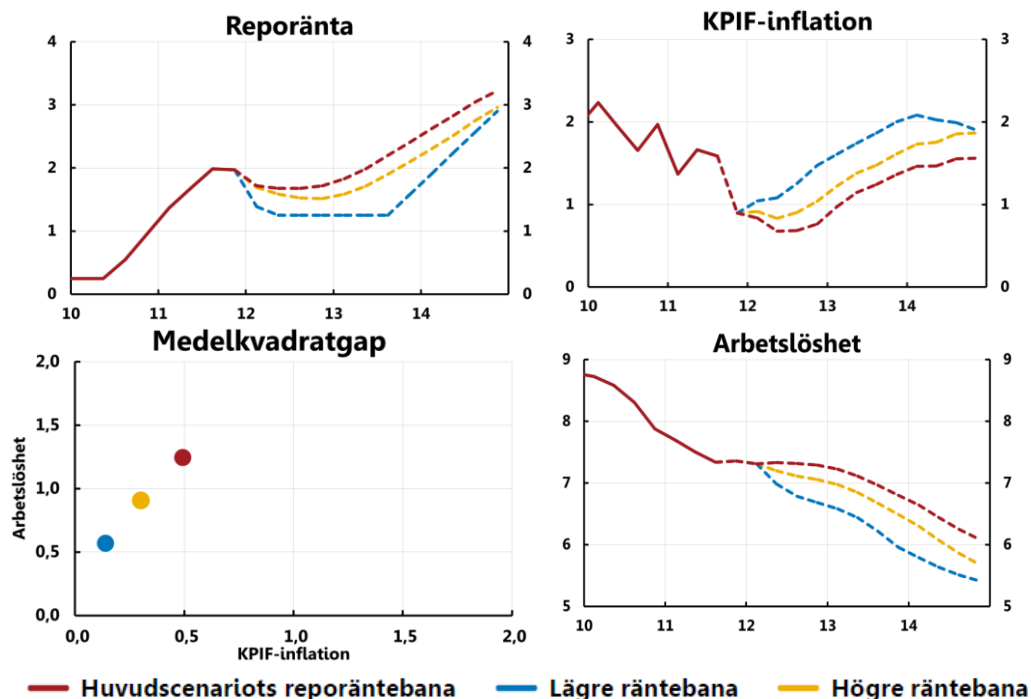 Reporänta
4 4
3 3
2 2
1 1
0 0
10 11 12 13 14
KPIF-inflation
3 3
2 2
1 1
0 0
10 11 12 13 14
Medelkvadratgap
2,0
1,5
1,0
0,5
0,0
Arbetslöshet
0,0 0,5 1,0 1,5 2,0
KPIF-inflation
Arbetslöshet
9 9
8 8
7 7
6 6
5 5
10 11 12 13 14
Huvudscenariots reporäntebana Lägre räntebana Högre räntebana